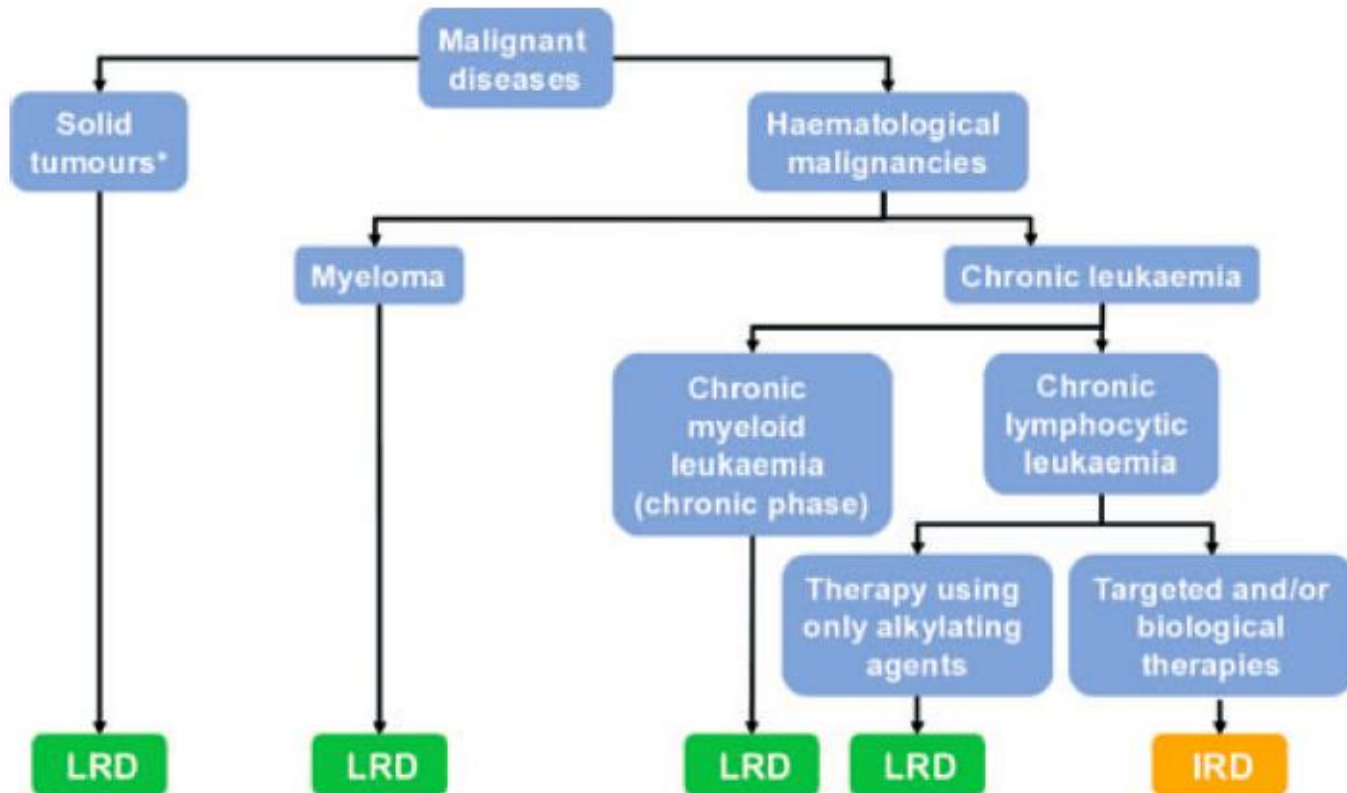 Malignant
diseases
Solid
tumours*
Haematological
malignancies
Myeloma
Chronic leukaemia
Chronic
myeloid
leukaemia
(chronic phase)
Chronic
lymphocytic
leukaemia
Therapy using
only alkylating
agents
Targeted and/or
biological
therapies
LRD
LRD
LRD
LRD
IRD